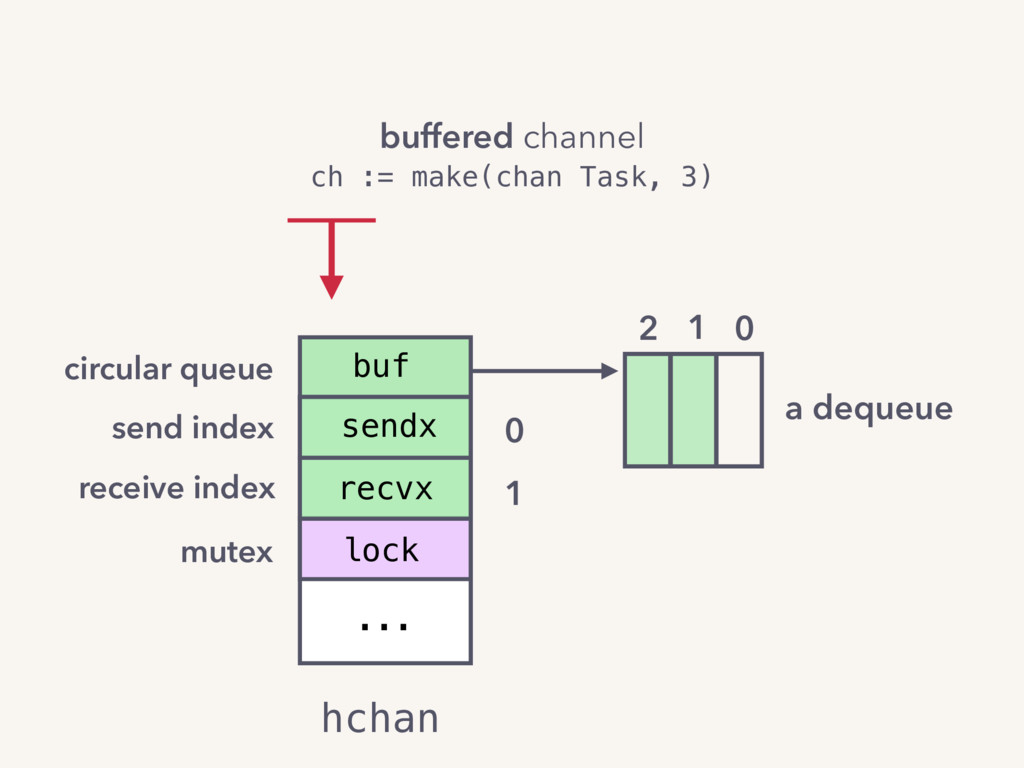 buffered channel
ch := make(chan Task, 3)
2 1 0
circular queue buf
a dequeue
send index sendx 0
receive index recvx 1
mutex lock
...
hchan